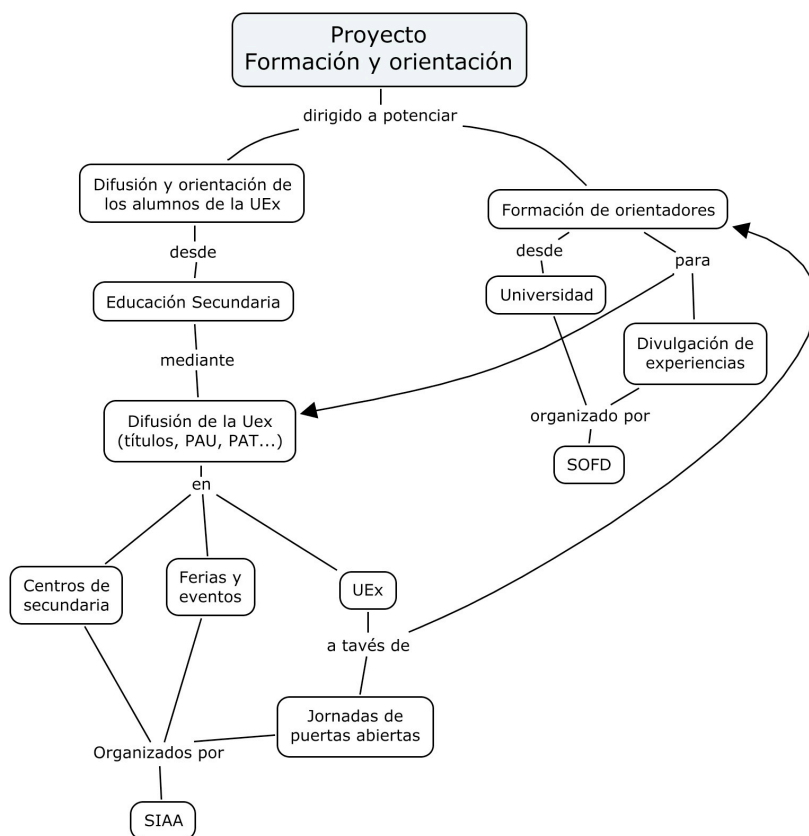 Proyecto
Formación y orientación
dirigido a potenciar
Difusión y orientación de
los alumnos de la UEx
Formación de orientadores
desde
desde
para
Educación Secundaria
Universidad
Divulgación de
experiencias
mediante
Difusión de la Uex
(títulos, PAU, PAT...)
organizado por
SOFD
en
Centros de
secundaria
Ferias y
eventos
UEx
a tavés de
Jornadas de
puertas abiertas
Organizados por
SIAA